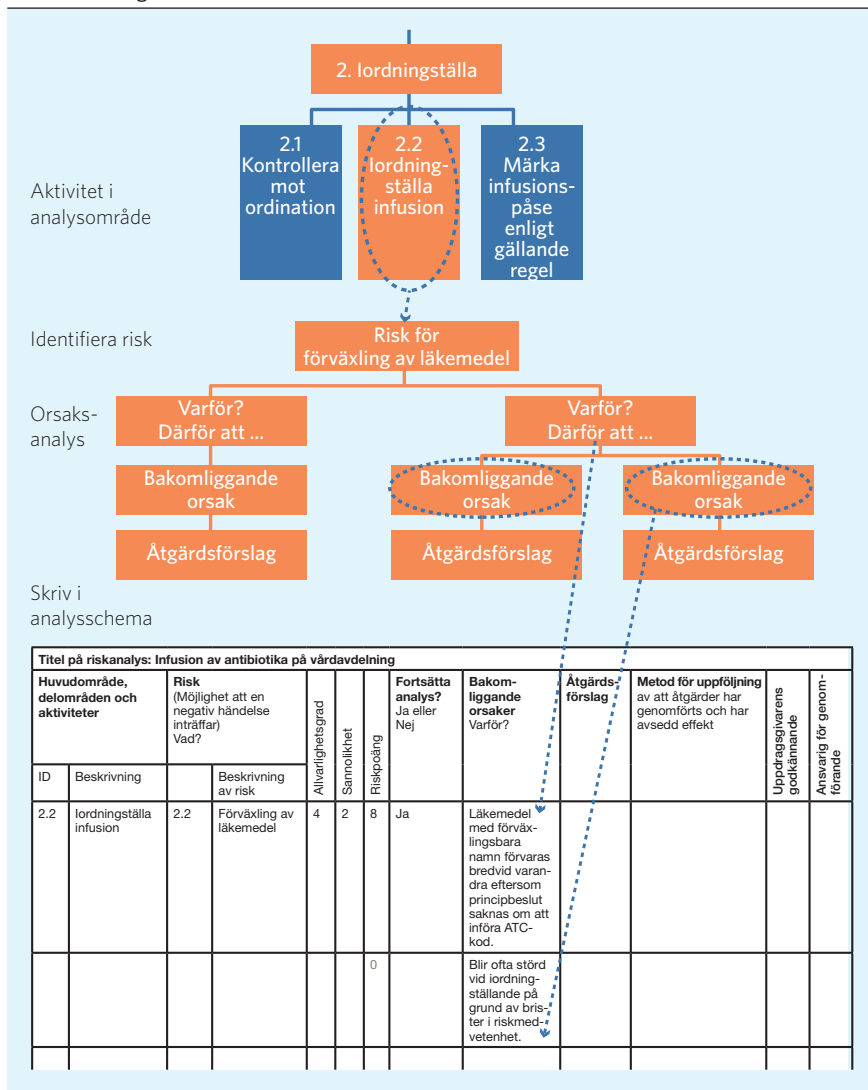 2. Iordningställa
2.1
Kontrollera
mot
ordination
2.2
Iordning-
ställa
infusion
2.3
Märka
infusions-
påse
enligt
gällande
regel
Aktivitet i
analysområde
Identifiera risk
Risk för
förväxling av läkemedel
Orsaks-
analys
Varför?
Därför att ...
Varför?
Därför att ...
Bakomliggande
orsak
Bakomliggande
orsak
Bakomliggande
orsak
Åtgärdsförslag
Åtgärdsförslag
Åtgärdsförslag
Skriv i
analysschema
Titel på riskanalys: Infusion av antibiotika på vårdavdelning
Huvudområde,
delområden och
aktiviteter
Risk
(Möjlighet att en
negativ händelse
inträffar)
Vad?
Allvarlighetsgrad
Sannolikhet
Riskpoäng
Fortsätta
analys?
Ja eller
Nej
Bakom-
liggande
orsaker
Varför?
Åtgärds-
förslag
Metod för uppföljning
av att åtgärder har
genomförts och har
avsedd effekt
Uppdragsgivarens
godkännande
Ansvarig för genom-
förande
ID
Beskrivning
Beskrivning
av risk
2.2
Iordningställa
infusion
2.2
Förväxling av
läkemedel
4
2
8
Ja
Läkemedel
med förväx-
lingsbara
namn förvaras
bredvid varan-
dra eftersom
principbeslut
saknas om att
införa ATC-
kod.
0
Blir ofta störd
vid iordning-
ställande på
grund av bris-
ter i riskmed-
vetenhet.